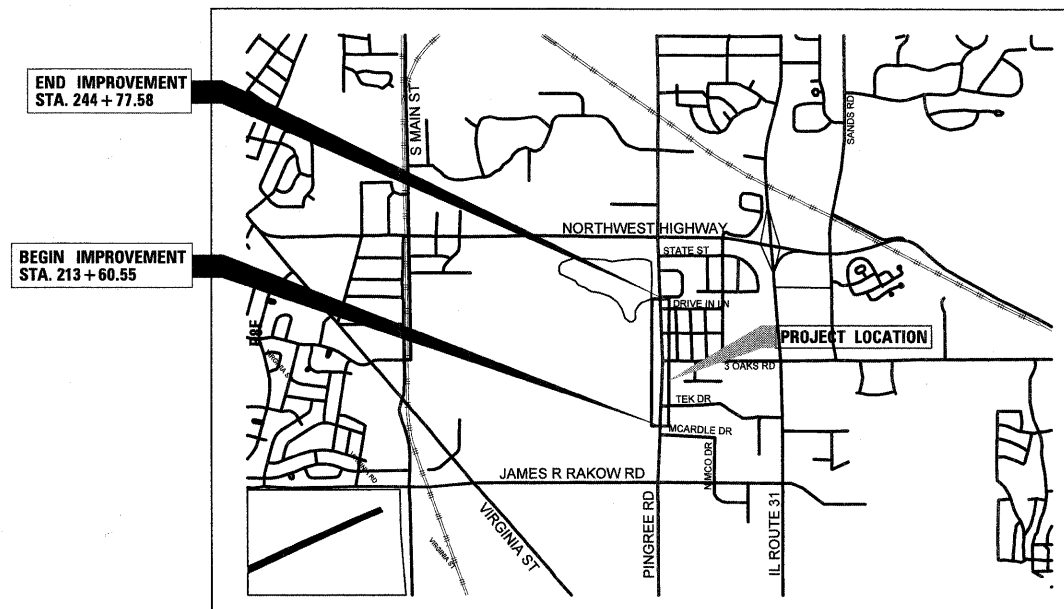 END IMPROVEMENT
STA. 244+77.58
BEGIN IMPROVEMENT
STA. 213+60.55
S MAIN ST
SANDS RD
NORTHWEST HIGHWAY
STATE ST
DRIVE IN LN
PROJECT LOCATION
3 OAKS RD
TEK DR
MCARDLE DR
NIMCO DR
JAMES R RAKOW RD
VIRGINIA ST
PINGREE RD
IL ROUTE 31
VIRGINIA ST
VIRGINIA ST